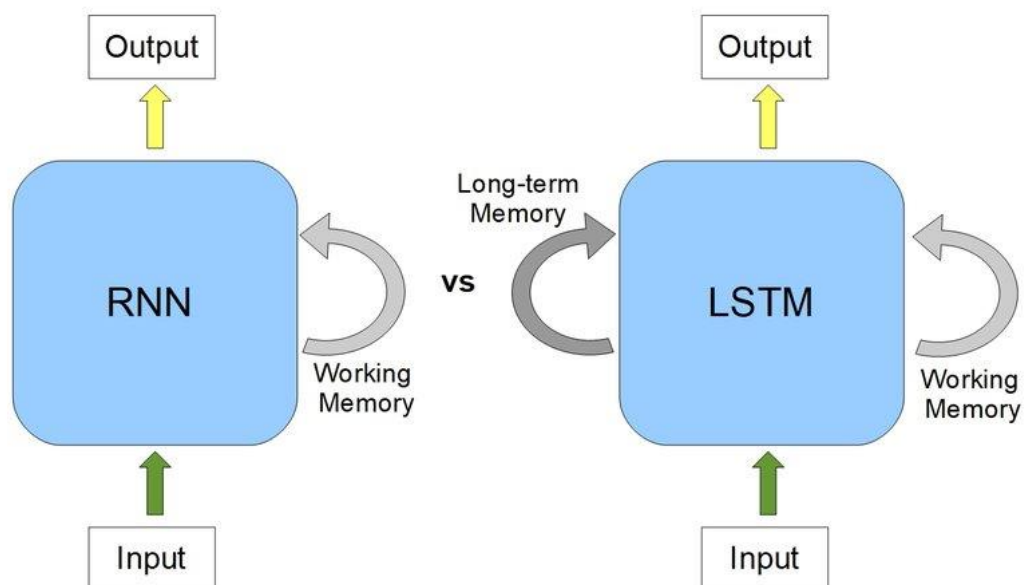 Output
RNN
Working
Memory
Input
vs
Output
Long-term
Memory
LSTM
Working
Memory
Input